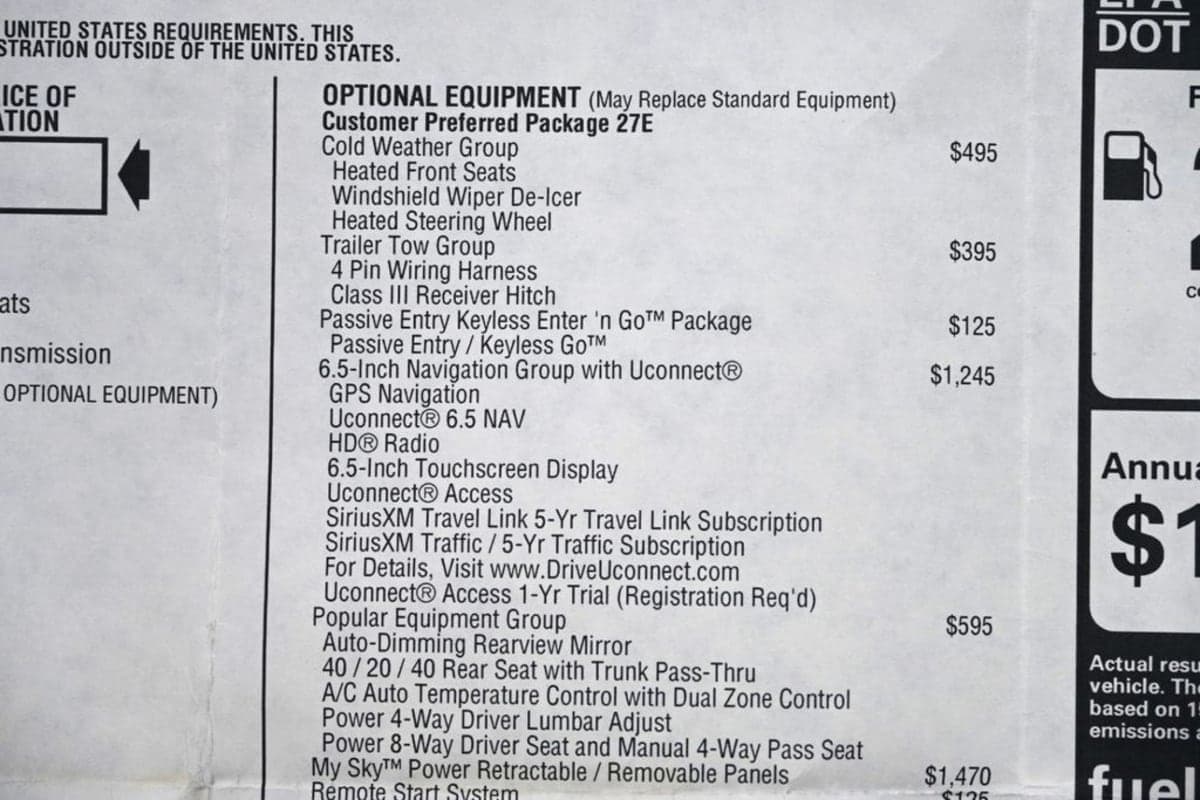 UNITED STATES REQUIREMENTS. THIS
STRATION OUTSIDE OF THE UNITED STATES.
ICE OF
ATION
ats
nsmission
OPTIONAL EQUIPMENT)
OPTIONAL EQUIPMENT (May Replace Standard Equipment)
Customer Preferred Package 27E
Cold Weather Group $495
Heated Front Seats
Windshield Wiper De-Icer
Heated Steering Wheel
Trailer Tow Group $395
4 Pin Wiring Harness
Class III Receiver Hitch
Passive Entry Keyless Enter 'n Go™ Package $125
Passive Entry / Keyless Go™
6.5-Inch Navigation Group with Uconnect® $1,245
GPS Navigation
Uconnect® 6.5 NAV
HD® Radio
6.5-Inch Touchscreen Display
Uconnect® Access
SiriusXM Travel Link 5-Yr Travel Link Subscription
SiriusXM Traffic / 5-Yr Traffic Subscription
For Details, Visit www.DriveUconnect.com
Uconnect® Access 1-Yr Trial (Registration Req'd)
Popular Equipment Group $595
Auto-Dimming Rearview Mirror
40 / 20 / 40 Rear Seat with Trunk Pass-Thru
A/C Auto Temperature Control with Dual Zone Control
Power 4-Way Driver Lumbar Adjust
Power 8-Way Driver Seat and Manual 4-Way Pass Seat
My Sky™ Power Retractable / Removable Panels $1,470
Remote Start System $125
DOT
F
Annua
$1
Actual resu
vehicle. The
based on 1
emissions a
fuel